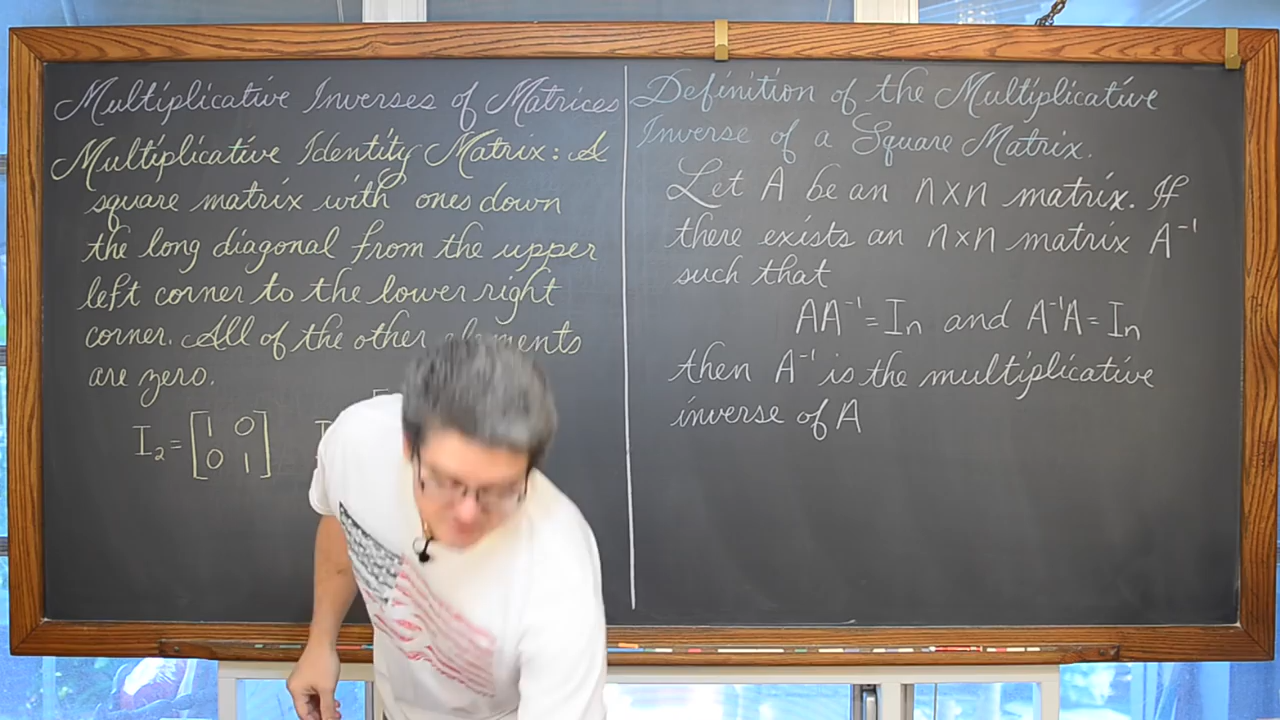 Multiplicative Inverses of Matrices
Multiplicative Identity Matrix: A
square matrix with ones down
the long diagonal from the upper
left corner to the lower right
corner. All of the other elements
are zero.
I₂ = [1 0
0 1]
I
Definition of the Multiplicative
Inverse of a Square Matrix.
Let A be an n×n matrix. If
there exists an n×n matrix A⁻¹
such that
AA⁻¹ = Iₙ and A⁻¹A = Iₙ
then A⁻¹ is the multiplicative
inverse of A